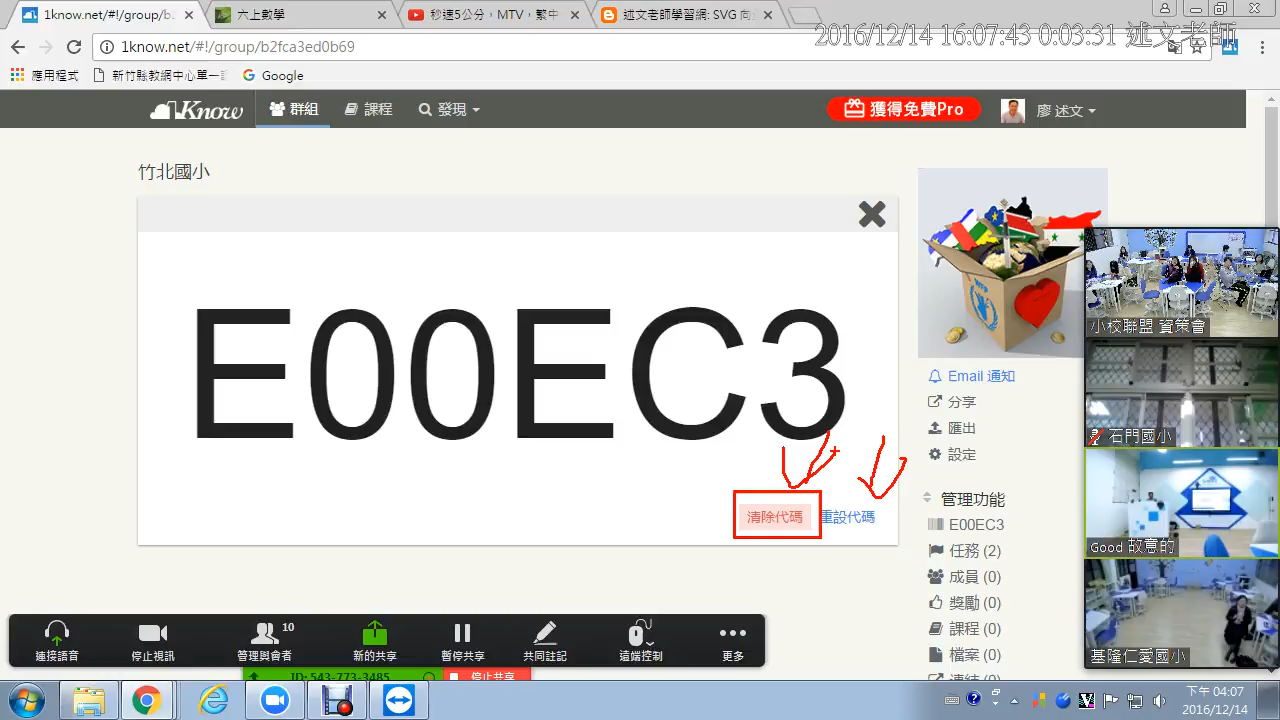 1know.net/#!/group/b2
六上數學
秒速5公分，MTV，繁中
述文老師學習網: SVG 向
2016/12/14 16:07:43 0:03:31 述文老師
1know.net/#!/group/b2fca3ed0b69
應用程式
新竹縣教網中心單一
Google
1Know
群組
課程
發現
獲得免費Pro
廖 述文
竹北國小
E00EC3
清除代碼
重設代碼
Email 通知
分享
匯出
設定
管理功能
E00EC3
任務 (2)
成員 (0)
獎勵 (0)
課程 (0)
檔案 (0)
連結 (0)
小校聯盟 資策會
石門國小
Good 故意的
基隆仁愛國小
連接語音
停止視訊
管理與會者
10
新的共享
暫停共享
共同註記
遠端控制
更多
ID: 543-773-3485
停止共享
下午 04:07
2016/12/14